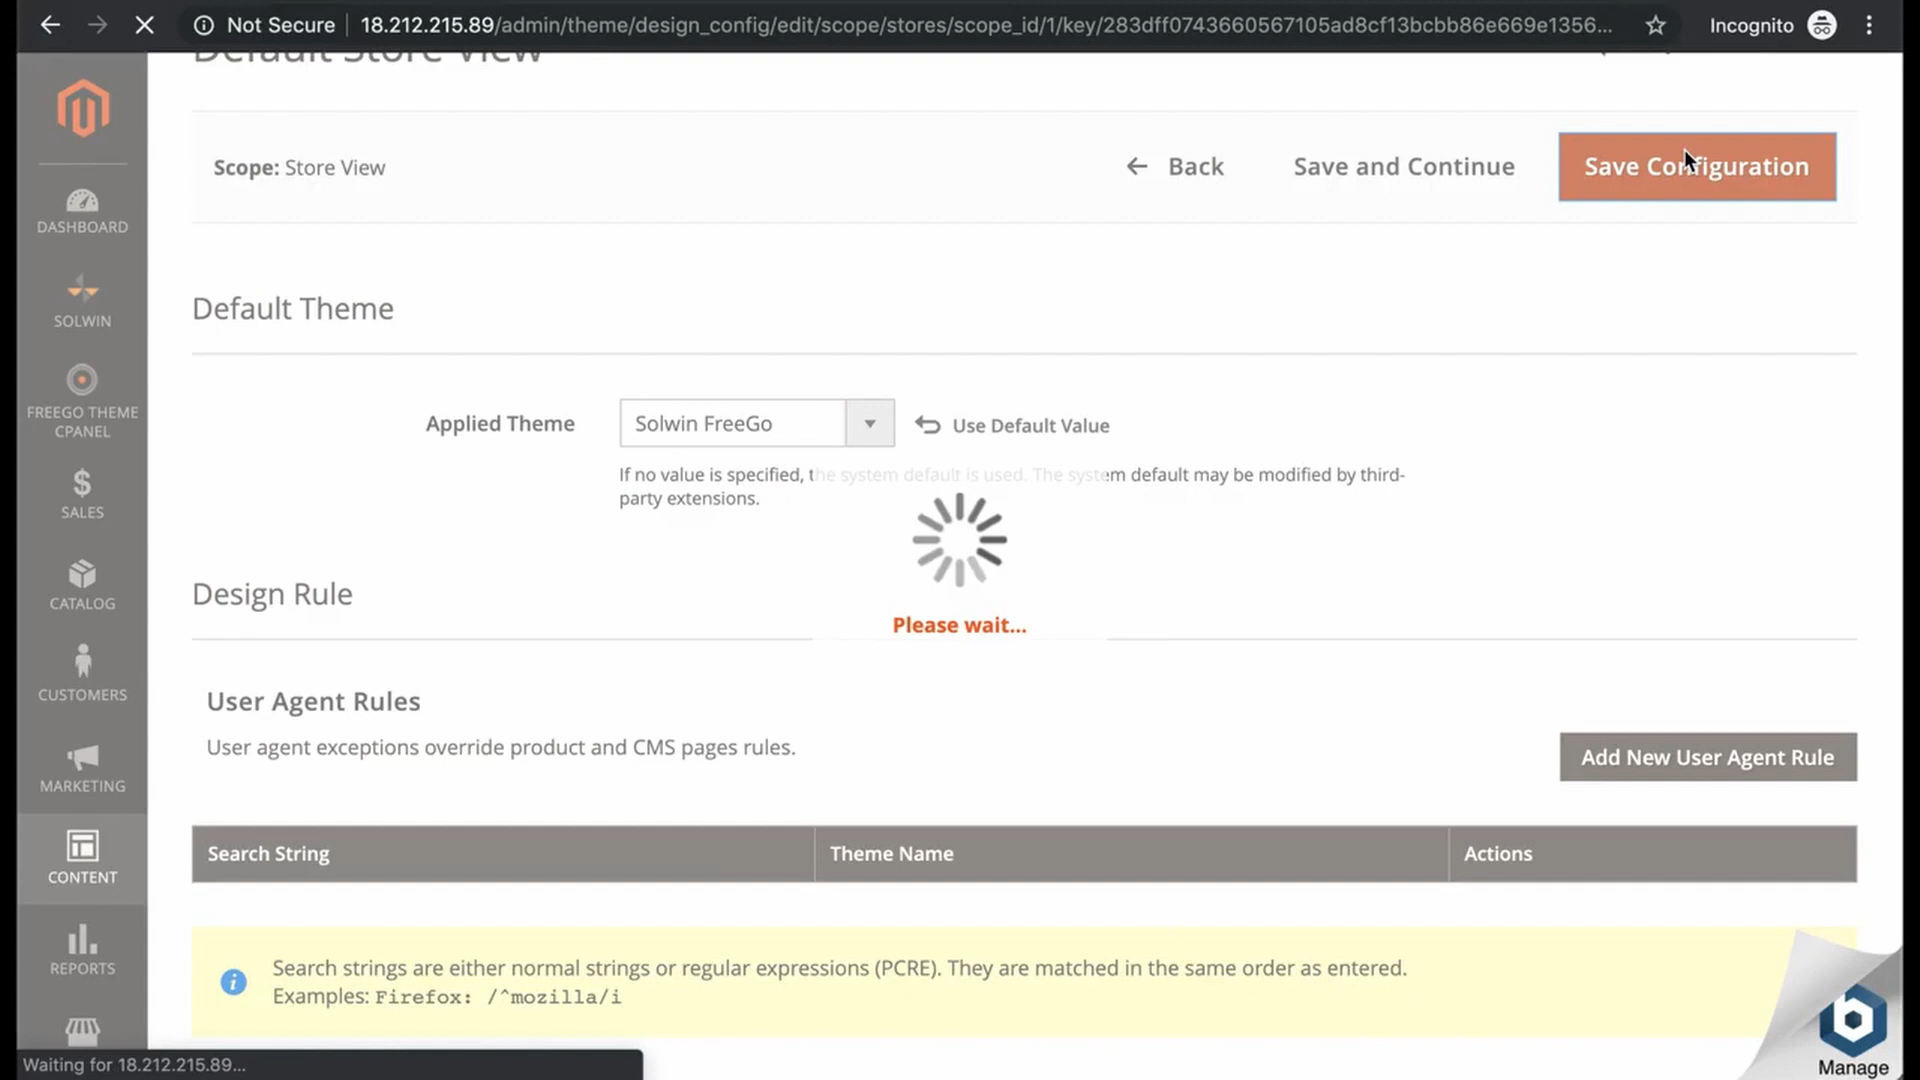 Not Secure
18.212.215.89/admin/theme/design_config/edit/scope/stores/scope_id/1/key/283dff0743660567105ad8cf13bcbb86e669e1356...
Incognito
Default Store View
Scope: Store View
Back
Save and Continue
Save Configuration
DASHBOARD
SOLWIN
FREEGO THEME
CPANEL
SALES
CATALOG
CUSTOMERS
MARKETING
CONTENT
REPORTS
Default Theme
Applied Theme
Solwin FreeGo
Use Default Value
If no value is specified, the system default is used. The system default may be modified by third-
party extensions.
Please wait...
Design Rule
User Agent Rules
User agent exceptions override product and CMS pages rules.
Add New User Agent Rule
Search String
Theme Name
Actions
Search strings are either normal strings or regular expressions (PCRE). They are matched in the same order as entered.
Examples: Firefox: /^mozilla/i
Waiting for 18.212.215.89...
Manage